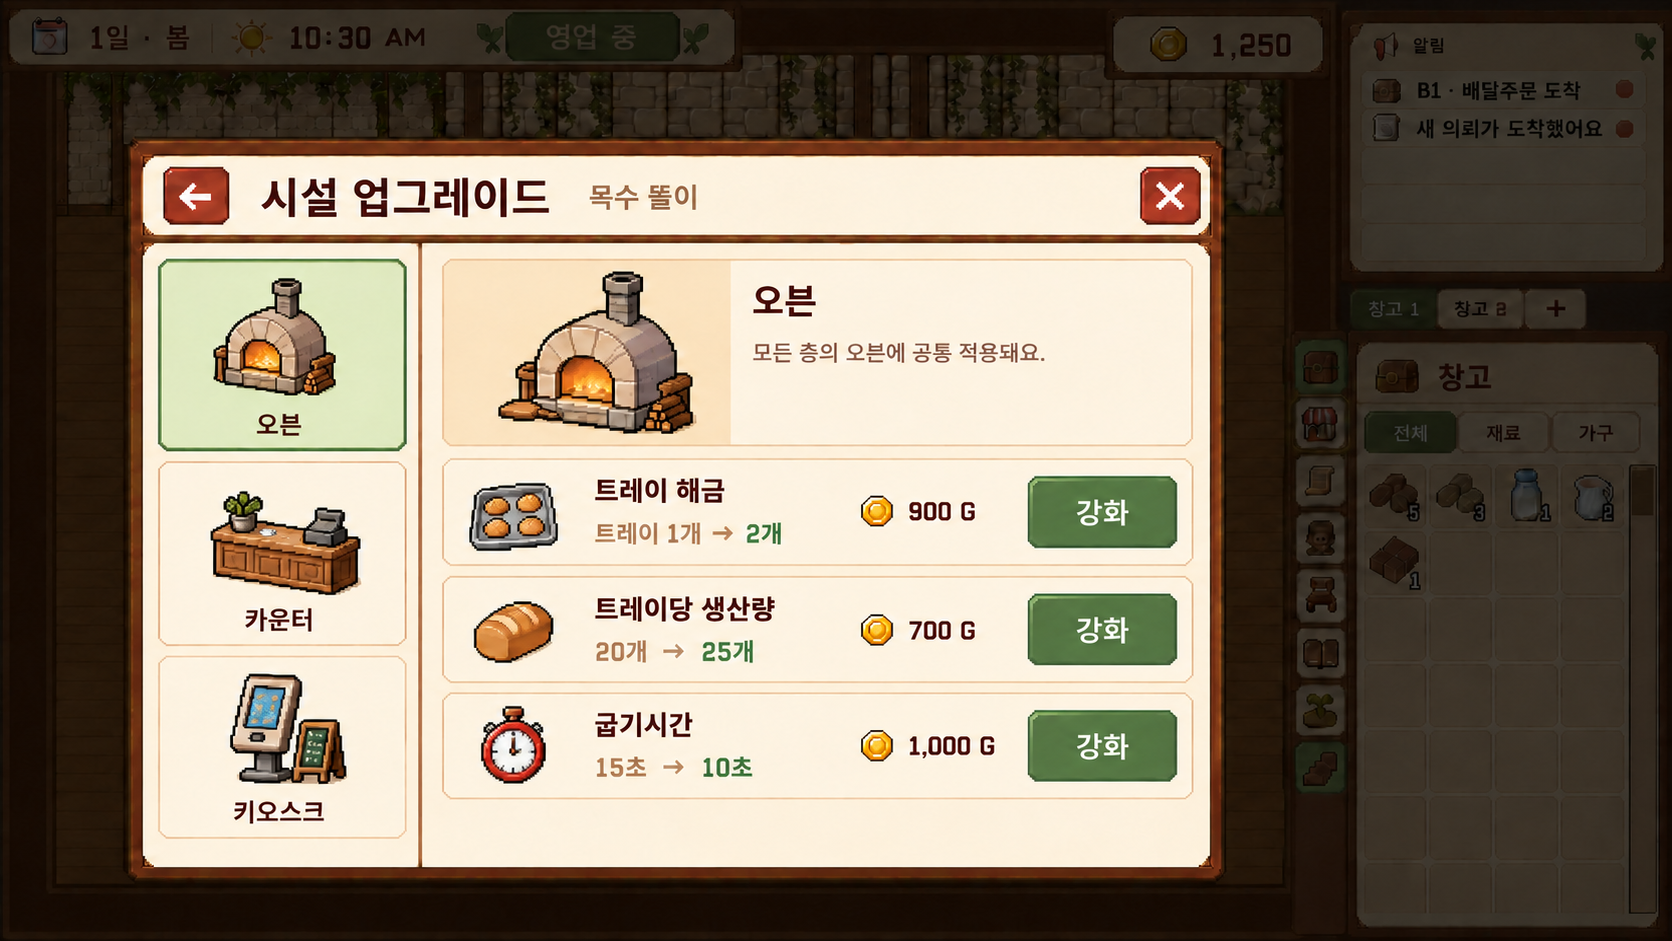 1일 · 봄
10:30 AM
영업 중
1,250
알림
B1 · 배달주문 도착
새 의뢰가 도착했어요
시설 업그레이드
목수 똘이
오븐
카운터
키오스크
오븐
모든 층의 오븐에 공통 적용돼요.
트레이 해금
트레이 1개 → 2개
900 G
강화
트레이당 생산량
20개 → 25개
700 G
강화
굽기시간
15초 → 10초
1,000 G
강화
창고 1
창고 2
+
창고
전체
재료
가구
5
3
1
2
1